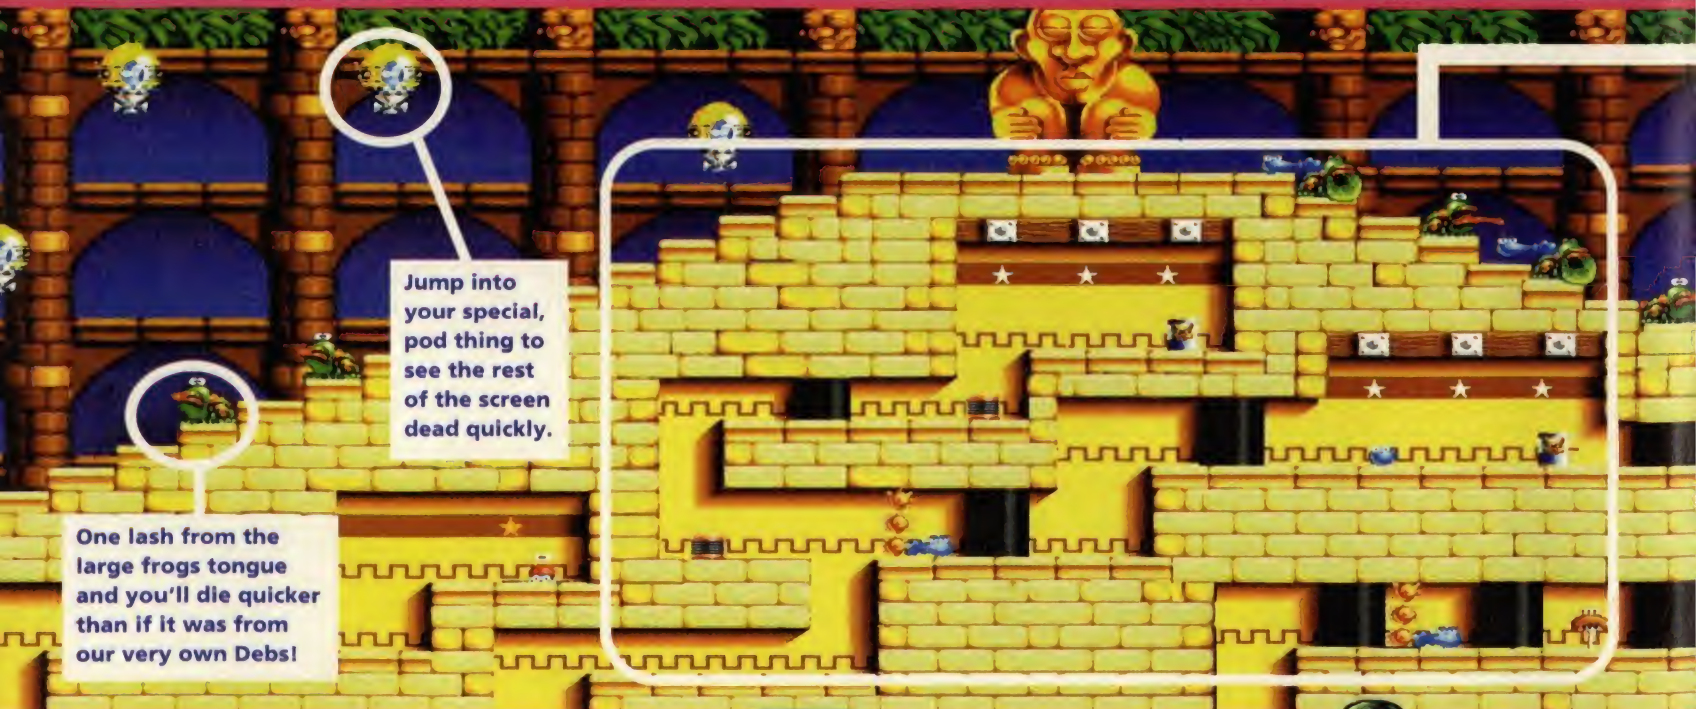 Jump into
your special,
pod thing to
see the rest
of the screen
dead quickly.
One lash from the
large frogs tongue
and you'll die quicker
than if it was from
our very own Debs!